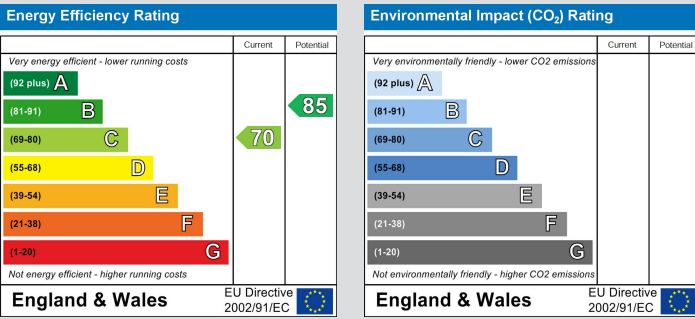 Energy Efficiency Rating
Current Potential
Very energy efficient - lower running costs
(92 plus) A
(81-91) B
(69-80) C
(55-68) D
(39-54) E
(21-38) F
(1-20) G
70
85
Not energy efficient - higher running costs
England & Wales
EU Directive
2002/91/EC
Environmental Impact (CO₂) Rating
Current Potential
Very environmentally friendly - lower CO2 emissions
(92 plus) A
(81-91) B
(69-80) C
(55-68) D
(39-54) E
(21-38) F
(1-20) G
Not environmentally friendly - higher CO2 emissions
England & Wales
EU Directive
2002/91/EC